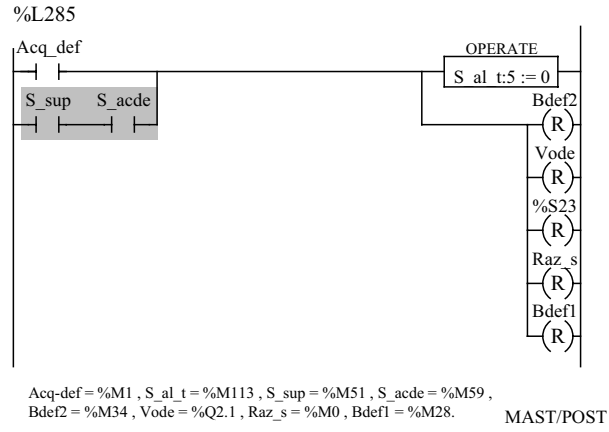 %L285
Acq_def
OPERATE
S_al_t:5 := 0
S_sup S_acde
Bdef2
R
Vode
R
%S23
R
Raz_s
R
Bdef1
R
Acq-def = %M1 , S_al_t = %M113 , S_sup = %M51 , S_acde = %M59 ,
Bdef2 = %M34 , Vode = %Q2.1 , Raz_s = %M0 , Bdef1 = %M28.
MAST/POST